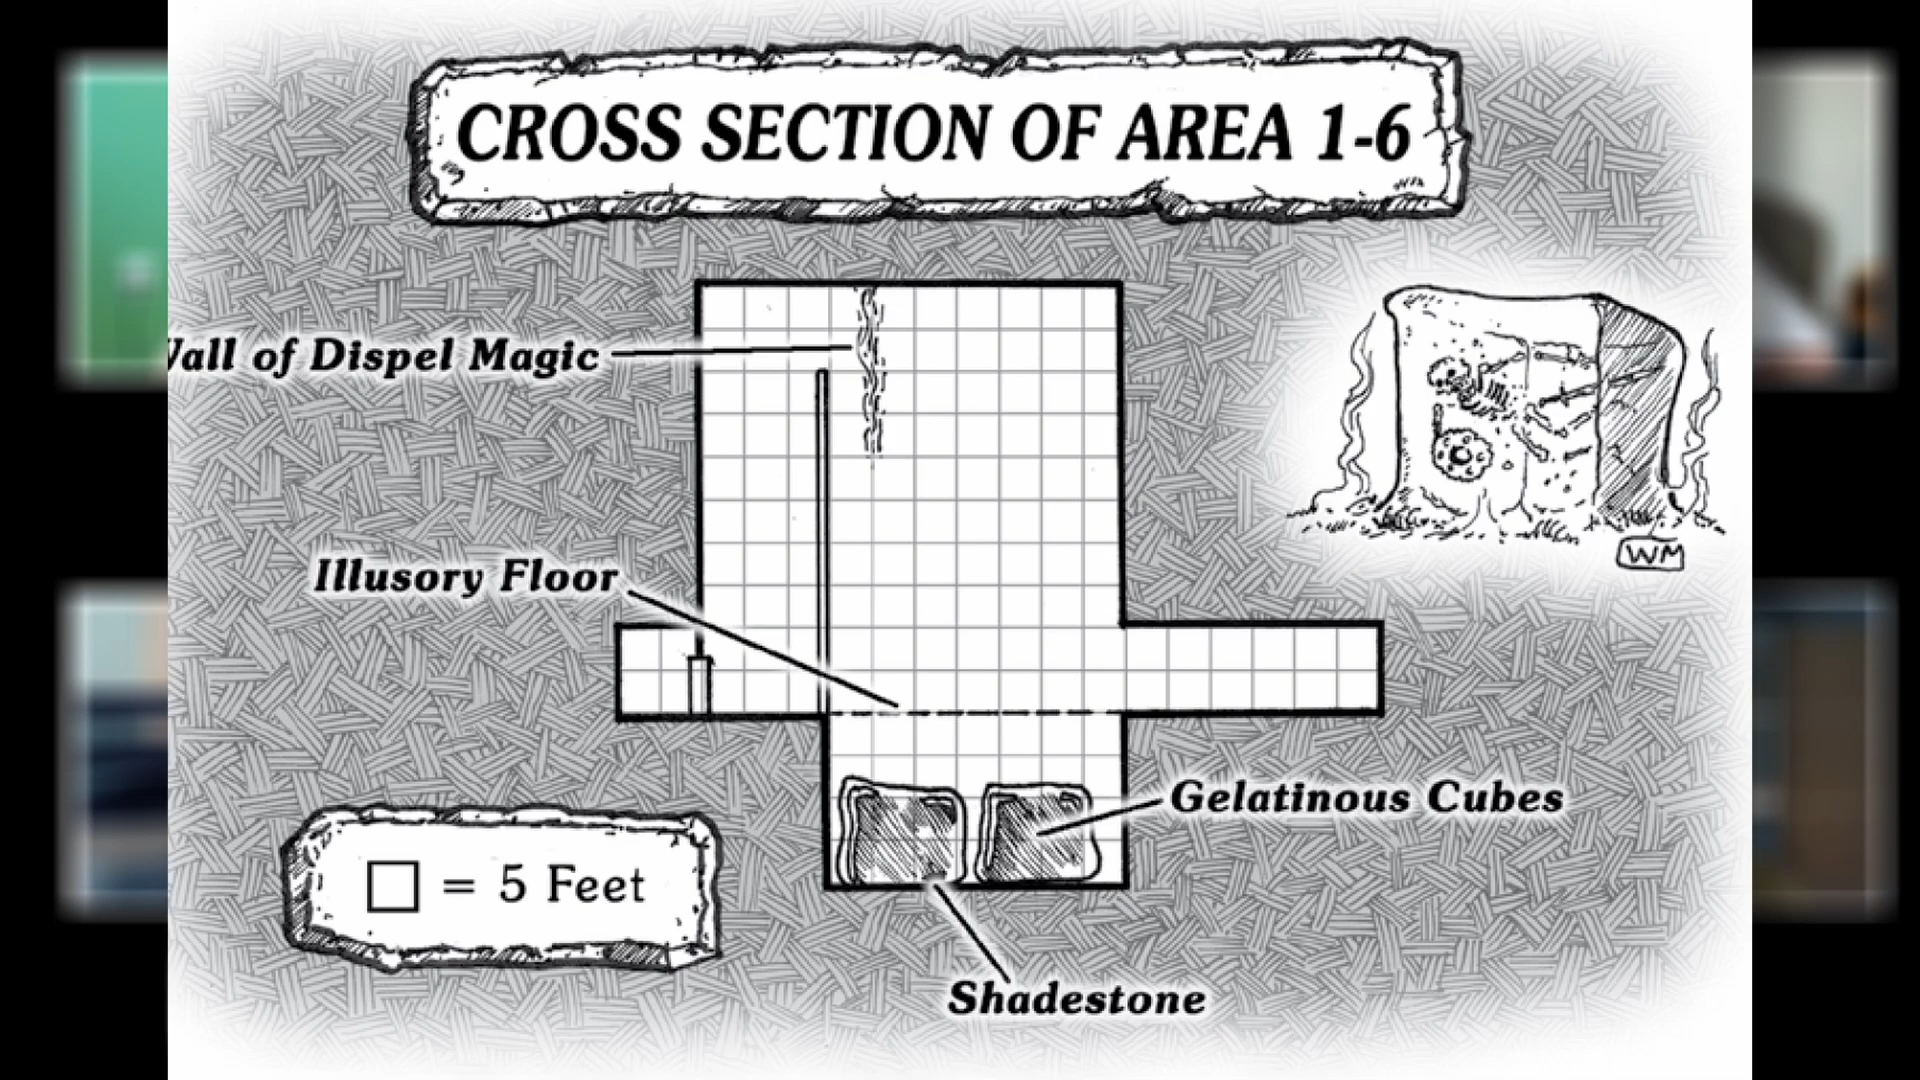 CROSS SECTION OF AREA 1-6
Wall of Dispel Magic
Illusory Floor
WM
Gelatinous Cubes
= 5 Feet
Shadestone